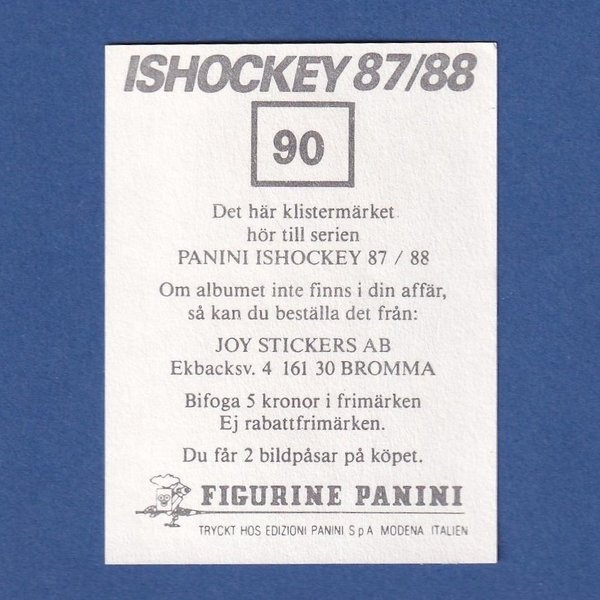 ISHOCKEY 87/88
90
Det här klistermärket
hör till serien
PANINI ISHOCKEY 87 / 88
Om albumet inte finns i din affär,
så kan du beställa det från:
JOY STICKERS AB
Ekbacksv. 4 161 30 BROMMA
Bifoga 5 kronor i frimärken
Ej rabattfrimärken.
Du får 2 bildpåsar på köpet.
FIGURINE PANINI
TRYCKT HOS EDIZIONI PANINI S p A MODENA ITALIEN